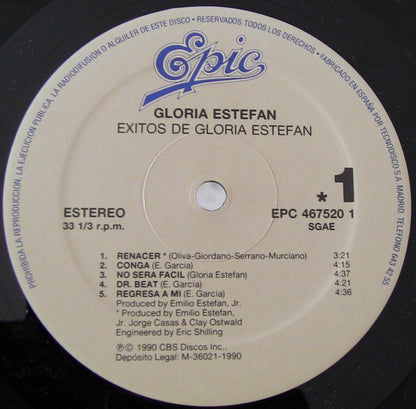 PROHIBIDA LA REPRODUCCION, LA EJECUCION PUBLICA, LA RADIODIFUSION O ALQUILER DE ESTE DISCO • RESERVADOS TODOS LOS DERECHOS • FABRICADO EN ESPAÑA POR TECNODISCO S.A. MADRID. TELEFONO 643 42 55
Epic
GLORIA ESTEFAN
EXITOS DE GLORIA ESTEFAN
* 1
ESTEREO
33 1/3 r.p.m.
EPC 467520 1
SGAE
1. RENACER * (Oliva-Giordano-Serrano-Murciano) 3:21
2. CONGA (E. Garcia) 4:15
3. NO SERA FACIL (Gloria Estefan) 4:37
4. DR. BEAT (E. Garcia) 4:21
5. REGRESA A MI (E. Garcia) 4:36
Produced by Emilio Estefan, Jr.
* Produced by Emilio Estefan,
Jr. Jorge Casas & Clay Ostwald
Engineered by Eric Shilling
℗ © 1990 CBS Discos Inc..
Depósito Legal: M-36021-1990